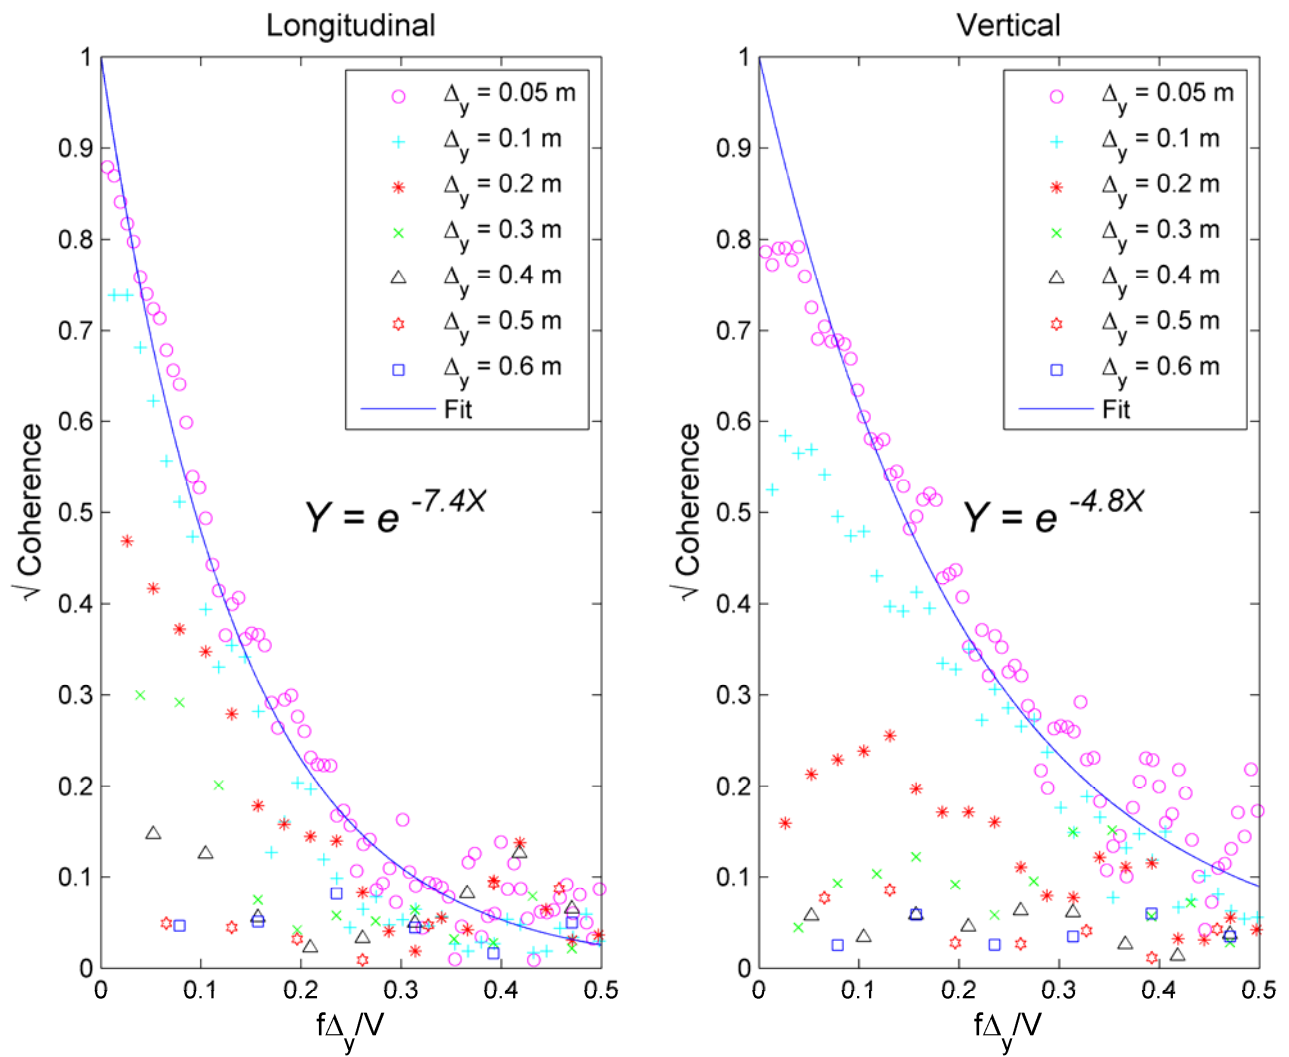 Longitudinal
1
0.9
0.8
0.7
0.6
0.5
0.4
0.3
0.2
0.1
0
√ Coherence
Δy = 0.05 m
Δy = 0.1 m
Δy = 0.2 m
Δy = 0.3 m
Δy = 0.4 m
Δy = 0.5 m
Δy = 0.6 m
Fit
Y = e -7.4X
0 0.1 0.2 0.3 0.4 0.5
fΔy/V
Vertical
1
0.9
0.8
0.7
0.6
0.5
0.4
0.3
0.2
0.1
0
√ Coherence
Δy = 0.05 m
Δy = 0.1 m
Δy = 0.2 m
Δy = 0.3 m
Δy = 0.4 m
Δy = 0.5 m
Δy = 0.6 m
Fit
Y = e -4.8X
0 0.1 0.2 0.3 0.4 0.5
fΔy/V